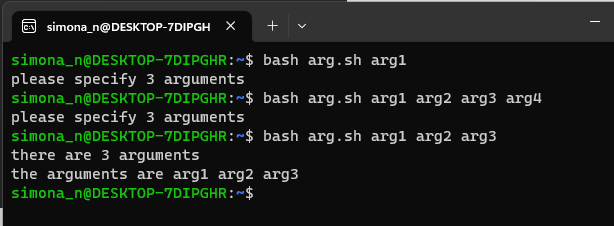 simona_n@DESKTOP-7DIPGH
simona_n@DESKTOP-7DIPGHR:~$ bash arg.sh arg1
please specify 3 arguments
simona_n@DESKTOP-7DIPGHR:~$ bash arg.sh arg1 arg2 arg3 arg4
please specify 3 arguments
simona_n@DESKTOP-7DIPGHR:~$ bash arg.sh arg1 arg2 arg3
there are 3 arguments
the arguments are arg1 arg2 arg3
simona_n@DESKTOP-7DIPGHR:~$